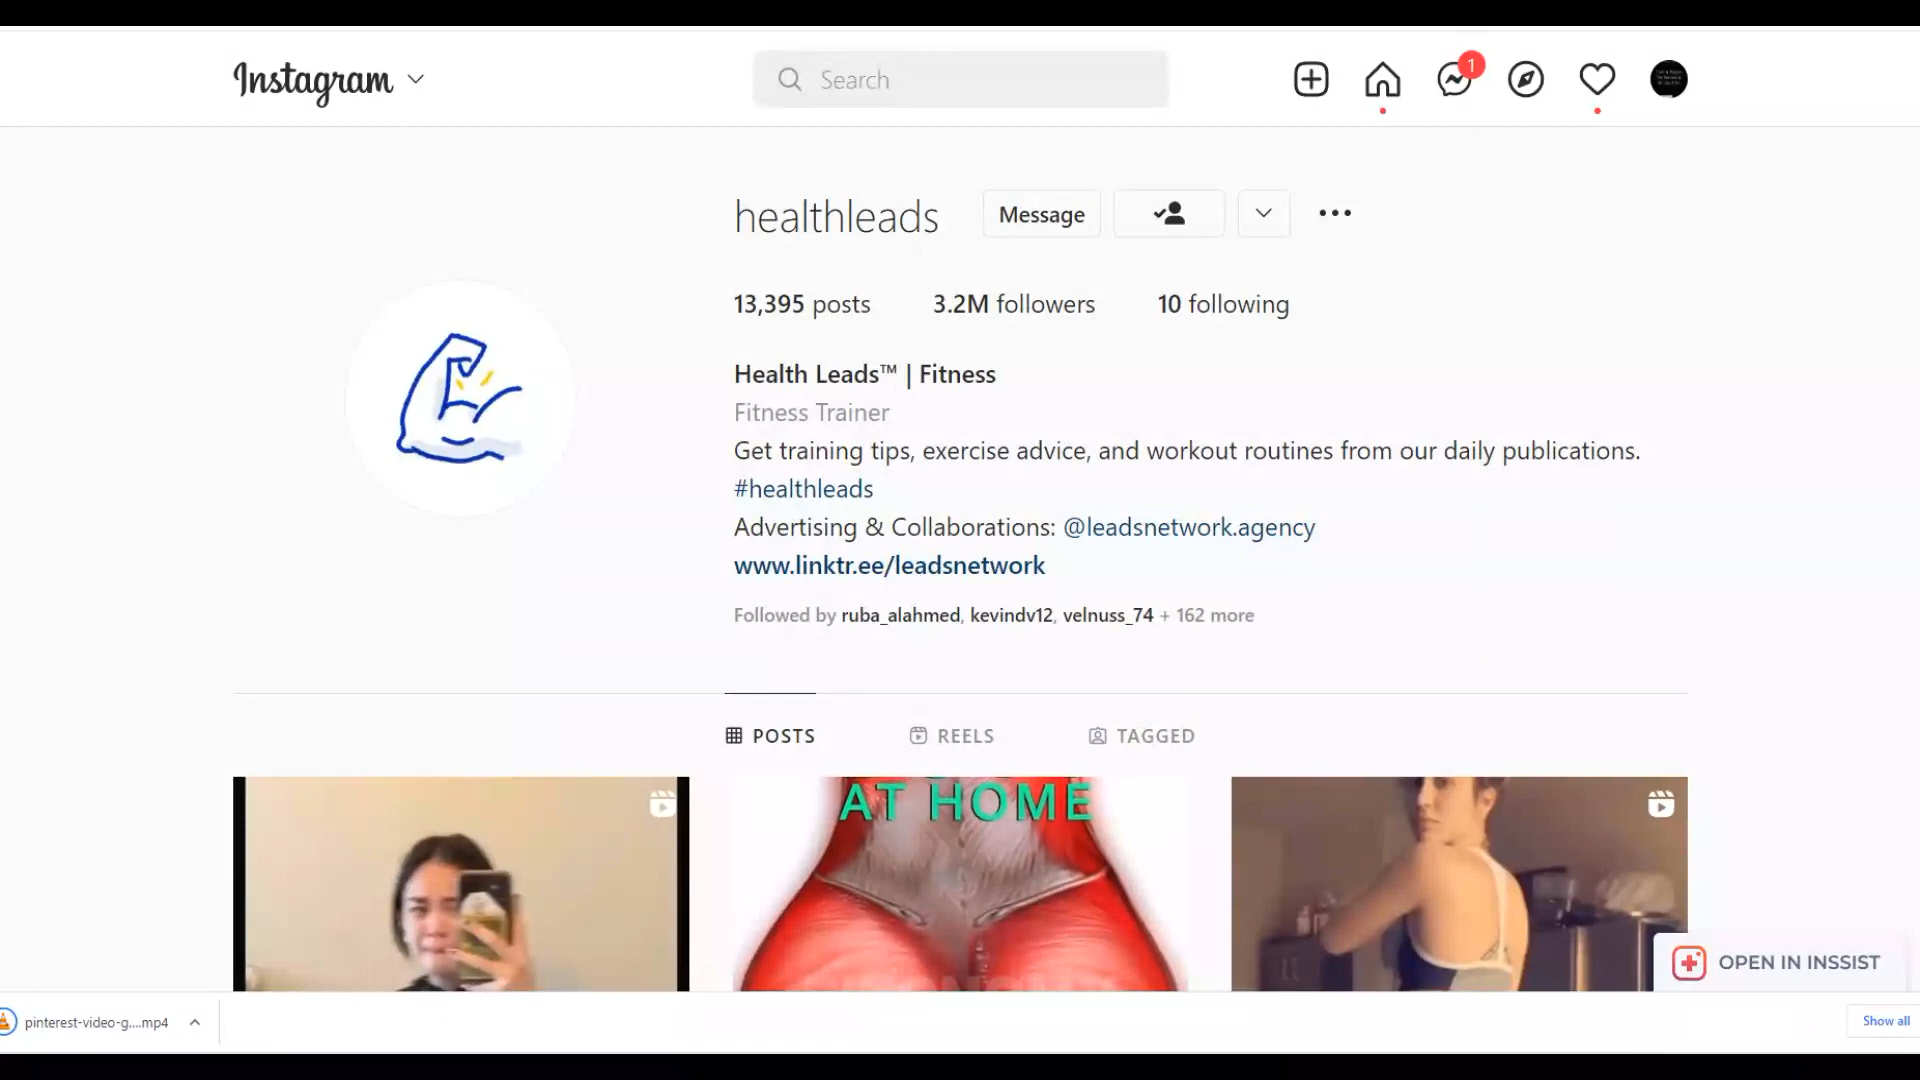 Instagram
Search
1
healthleads
Message
13,395 posts
3.2M followers
10 following
Health Leads™ | Fitness
Fitness Trainer
Get training tips, exercise advice, and workout routines from our daily publications.
#healthleads
Advertising & Collaborations: @leadsnetwork.agency
www.linktr.ee/leadsnetwork
Followed by ruba_alahmed, kevindv12, velnuss_74 + 162 more
POSTS
REELS
TAGGED
AT HOME
OPEN IN INSSIST
pinterest-video-g....mp4
Show all